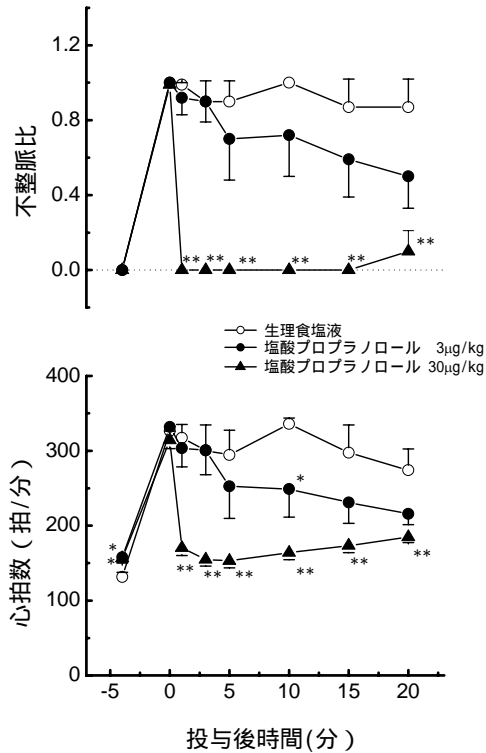 1.2
0.8
0.4
0.0
不整脈比
** ** ** ** ** **
生理食塩液
塩酸プロプラノロール 3μg/kg
塩酸プロプラノロール 30μg/kg
400
300
200
100
0
心拍数（拍/分）
*
*
*
** ** ** ** ** **
-5 0 5 10 15 20
投与後時間(分）